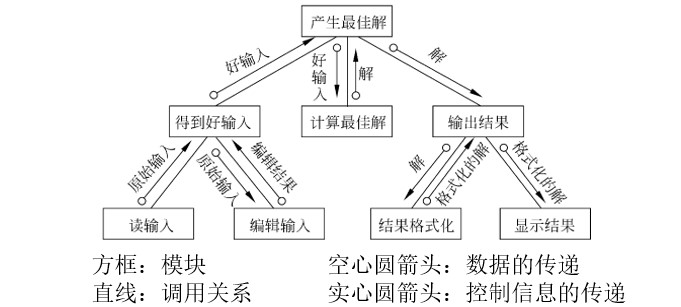 产生最佳解
好输入
好输入
解
解
得到好输入
计算最佳解
输出结果
原始输入
原始输入
编辑结果
解
格式化的解
格式化的解
读输入
编辑输入
结果格式化
显示结果
方框：模块
空心圆箭头：数据的传递
直线：调用关系
实心圆箭头：控制信息的传递